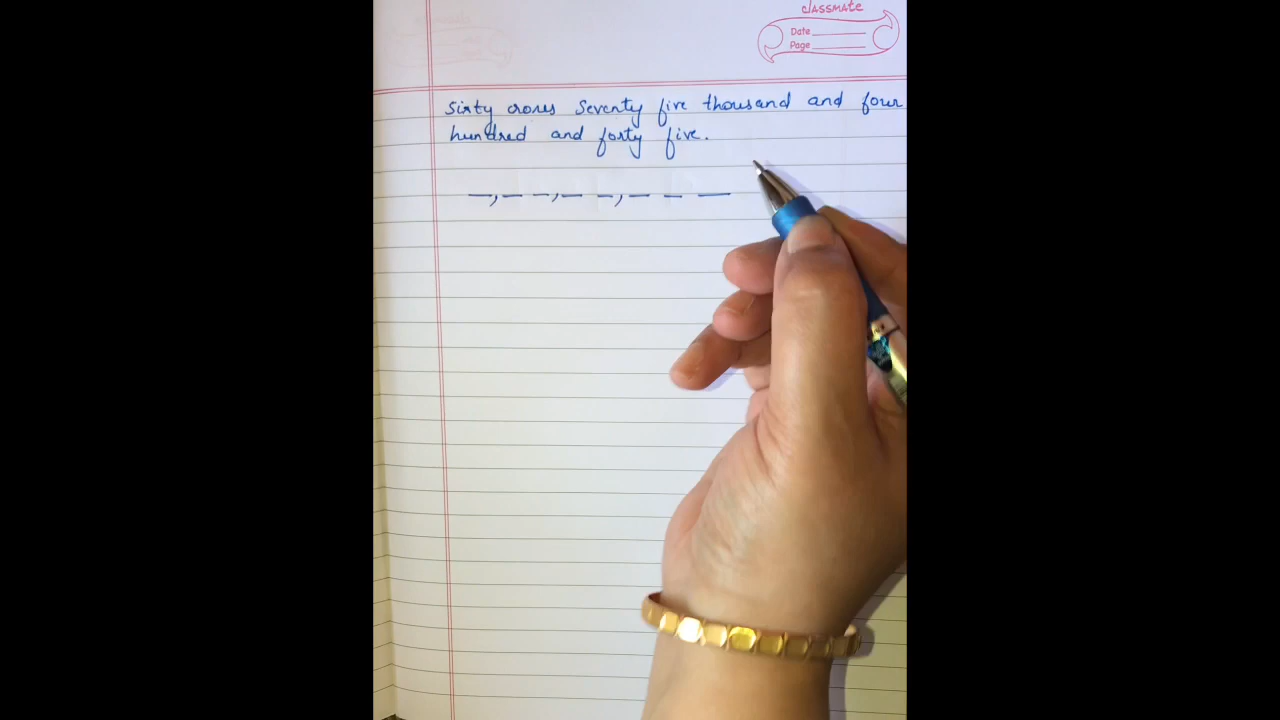 classmate
Date
Page
Sixty crores Seventy five thousand and four
hundred and forty five.
_,_ _,_ _,_ _ _